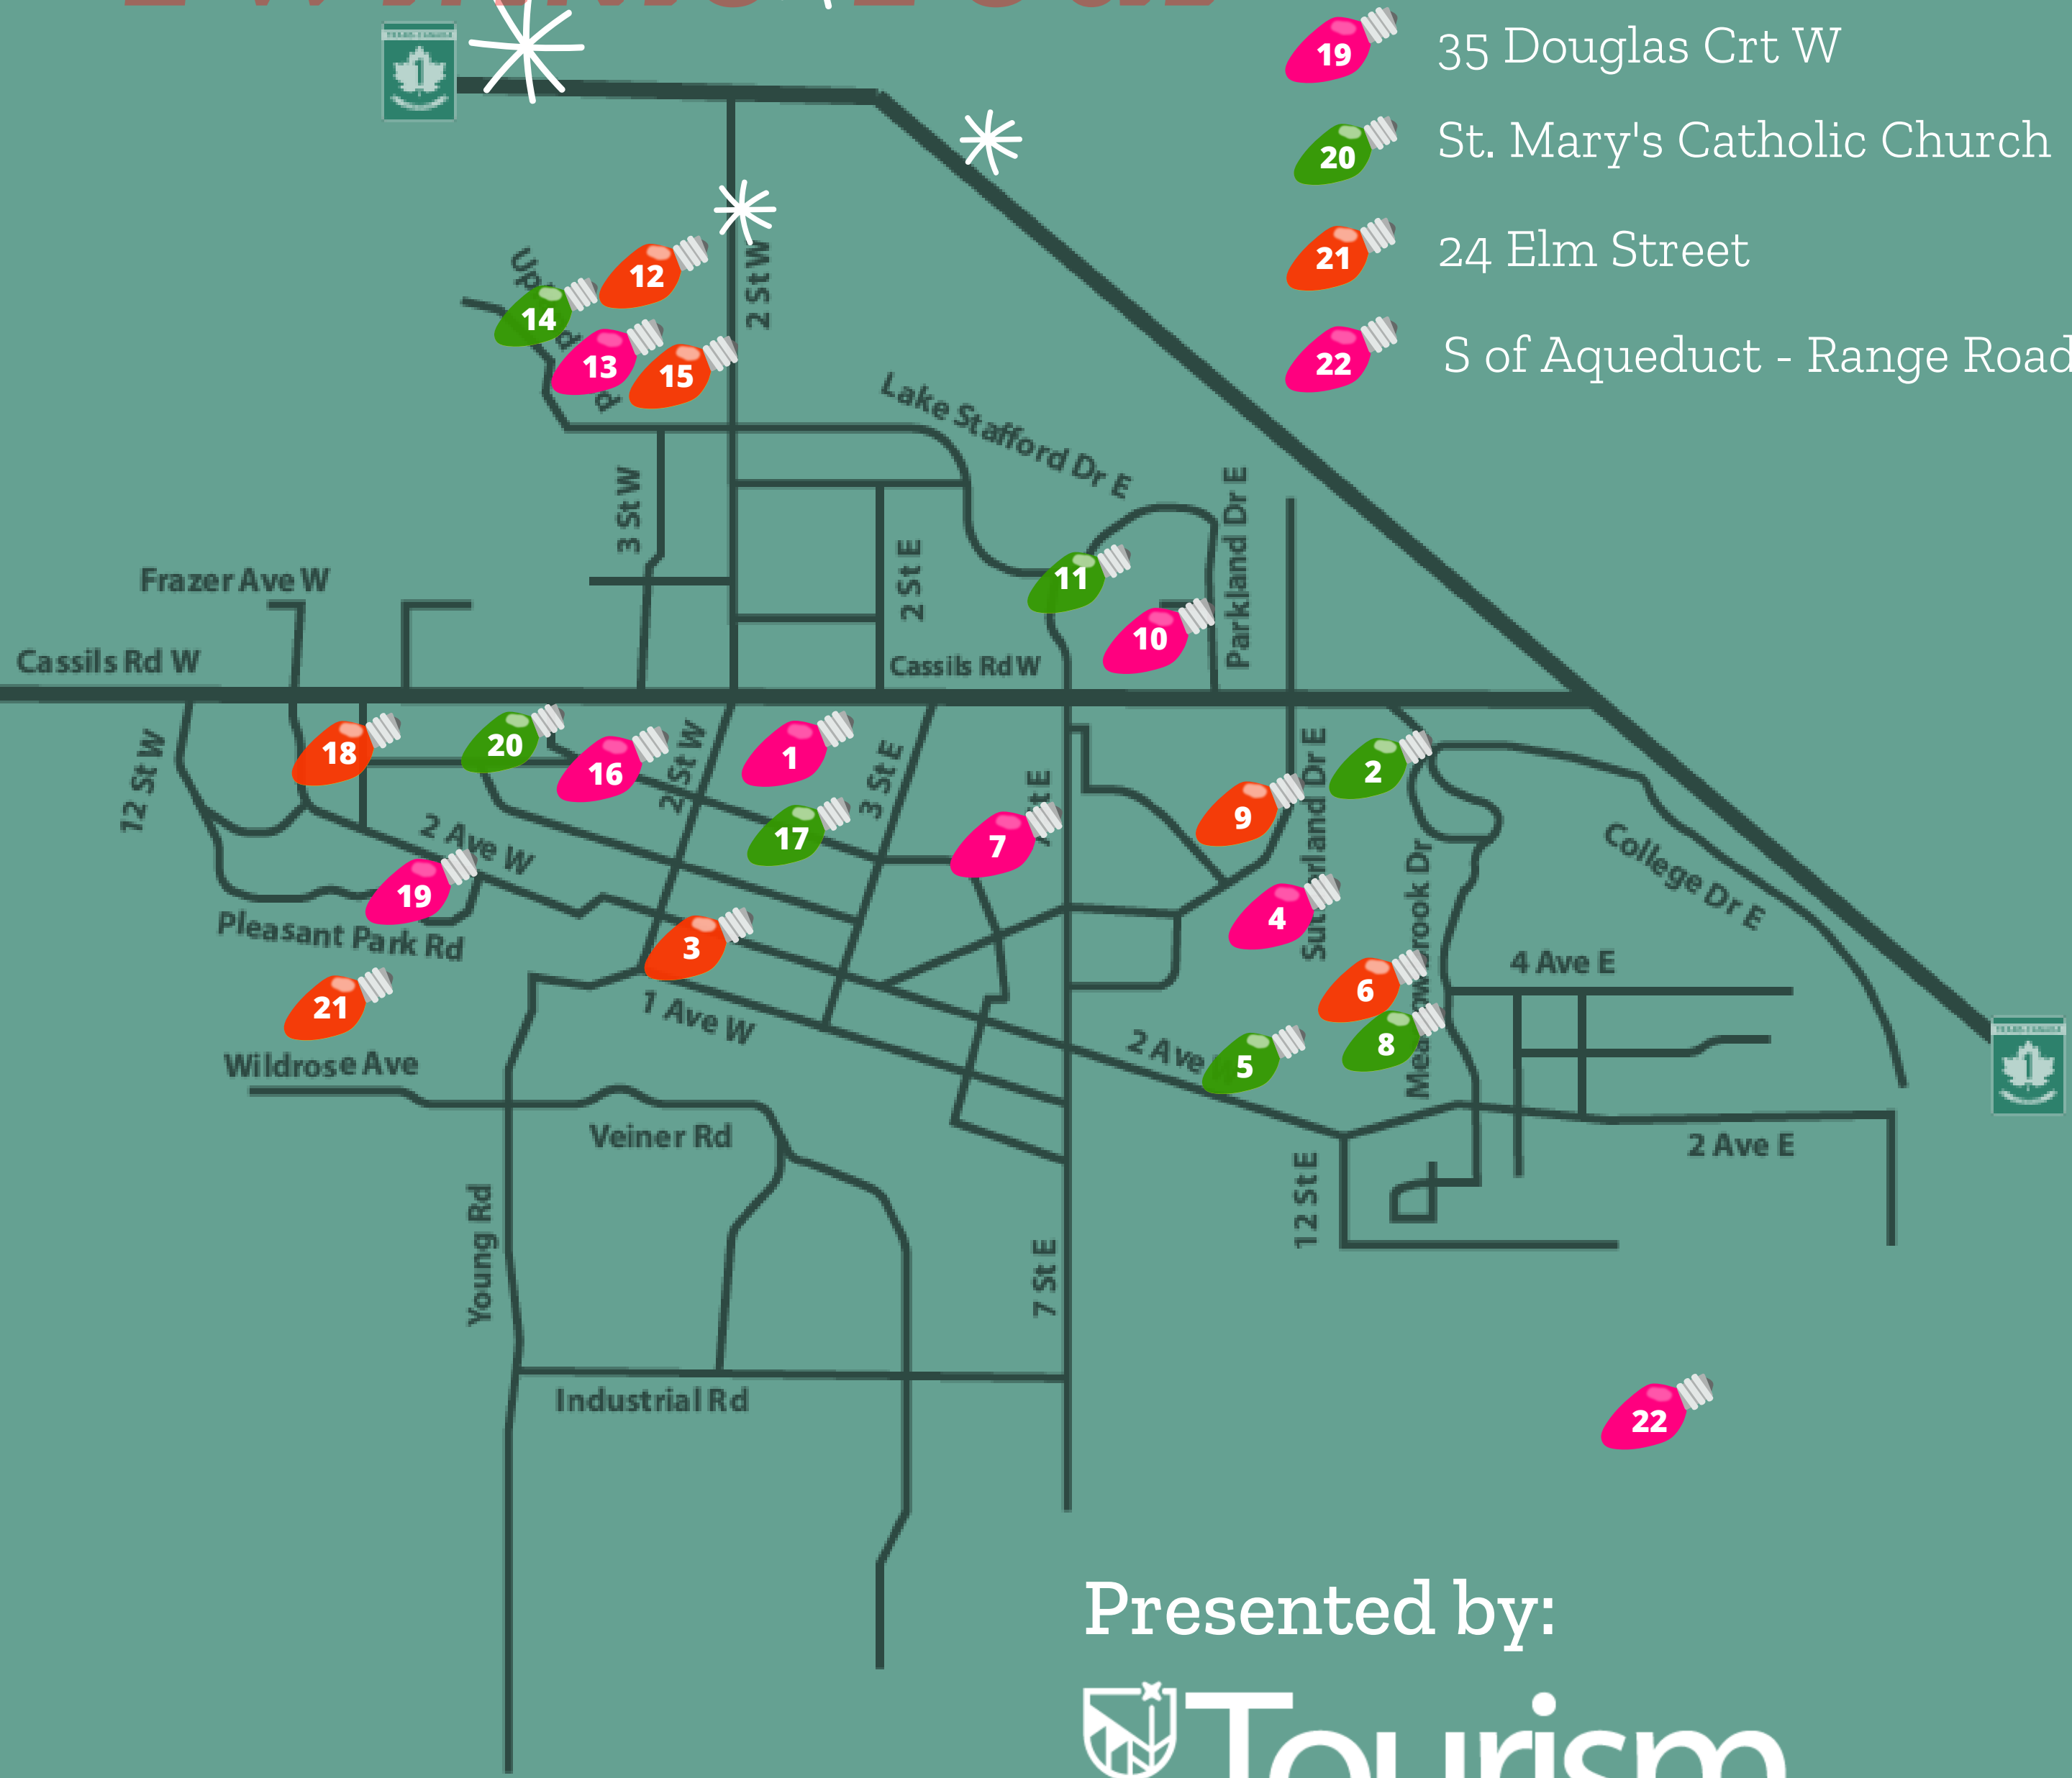 19 35 Douglas Crt W
20 St. Mary's Catholic Church
21 24 Elm Street
22 S of Aqueduct - Range Road
1
12
14
13
15
2 St W
Lake Stafford Dr E
3 St W
2 St E
Parkland Dr E
11
10
Frazer Ave W
Cassils Rd W
Cassils Rd W
12 St W
18
20
16
2 St W
1
3 St E
17
7
9
2
4
College Dr E
2 Ave W
19
Pleasant Park Rd
3
1 Ave W
21
Wildrose Ave
4 Ave E
6
8
5
2 Ave
1
2 Ave E
Veiner Rd
12 St E
Young Rd
7 St E
Industrial Rd
22
Presented by:
Tourism